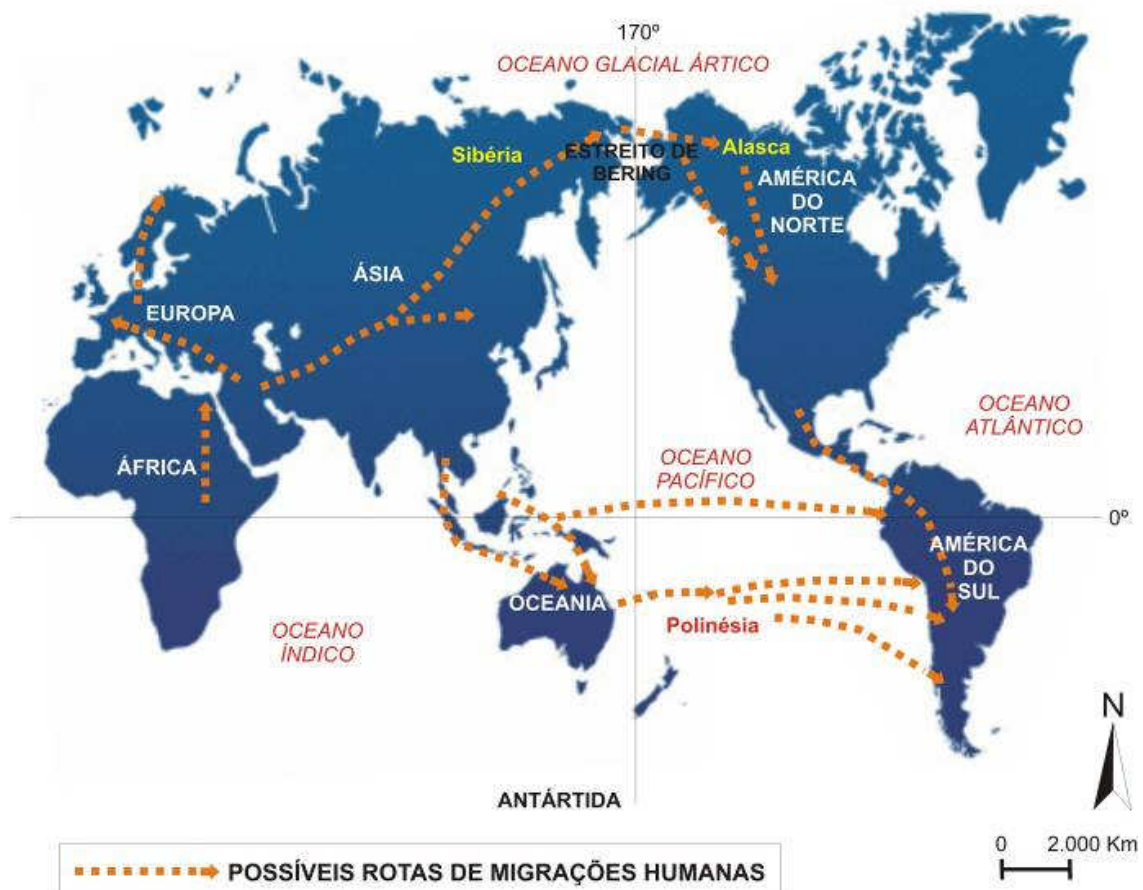 170º
OCEANO GLACIAL ÁRTICO
Sibéria
ESTREITO DE
BERING
Alasca
AMÉRICA
DO
NORTE
ÁSIA
EUROPA
OCEANO
ATLÂNTICO
ÁFRICA
OCEANO
PACÍFICO
0º
AMÉRICA
DO
SUL
OCEANIA
Polinésia
OCEANO
ÍNDICO
N
ANTÁRTIDA
0 2.000 Km
POSSÍVEIS ROTAS DE MIGRAÇÕES HUMANAS